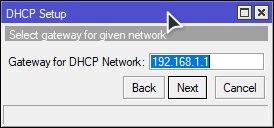 DHCP Setup
Select gateway for given network
Gateway for DHCP Network: 192.168.1.1
Back Next Cancel